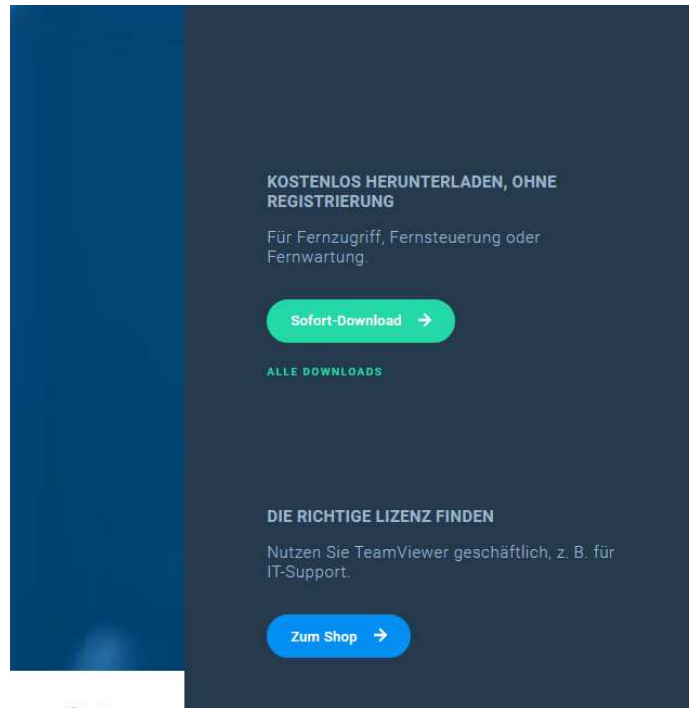 KOSTENLOS HERUNTERLADEN, OHNE
REGISTRIERUNG
Für Fernzugriff, Fernsteuerung oder
Fernwartung.
Sofort-Download
ALLE DOWNLOADS
DIE RICHTIGE LIZENZ FINDEN
Nutzen Sie TeamViewer geschäftlich, z. B. für
IT-Support.
Zum Shop